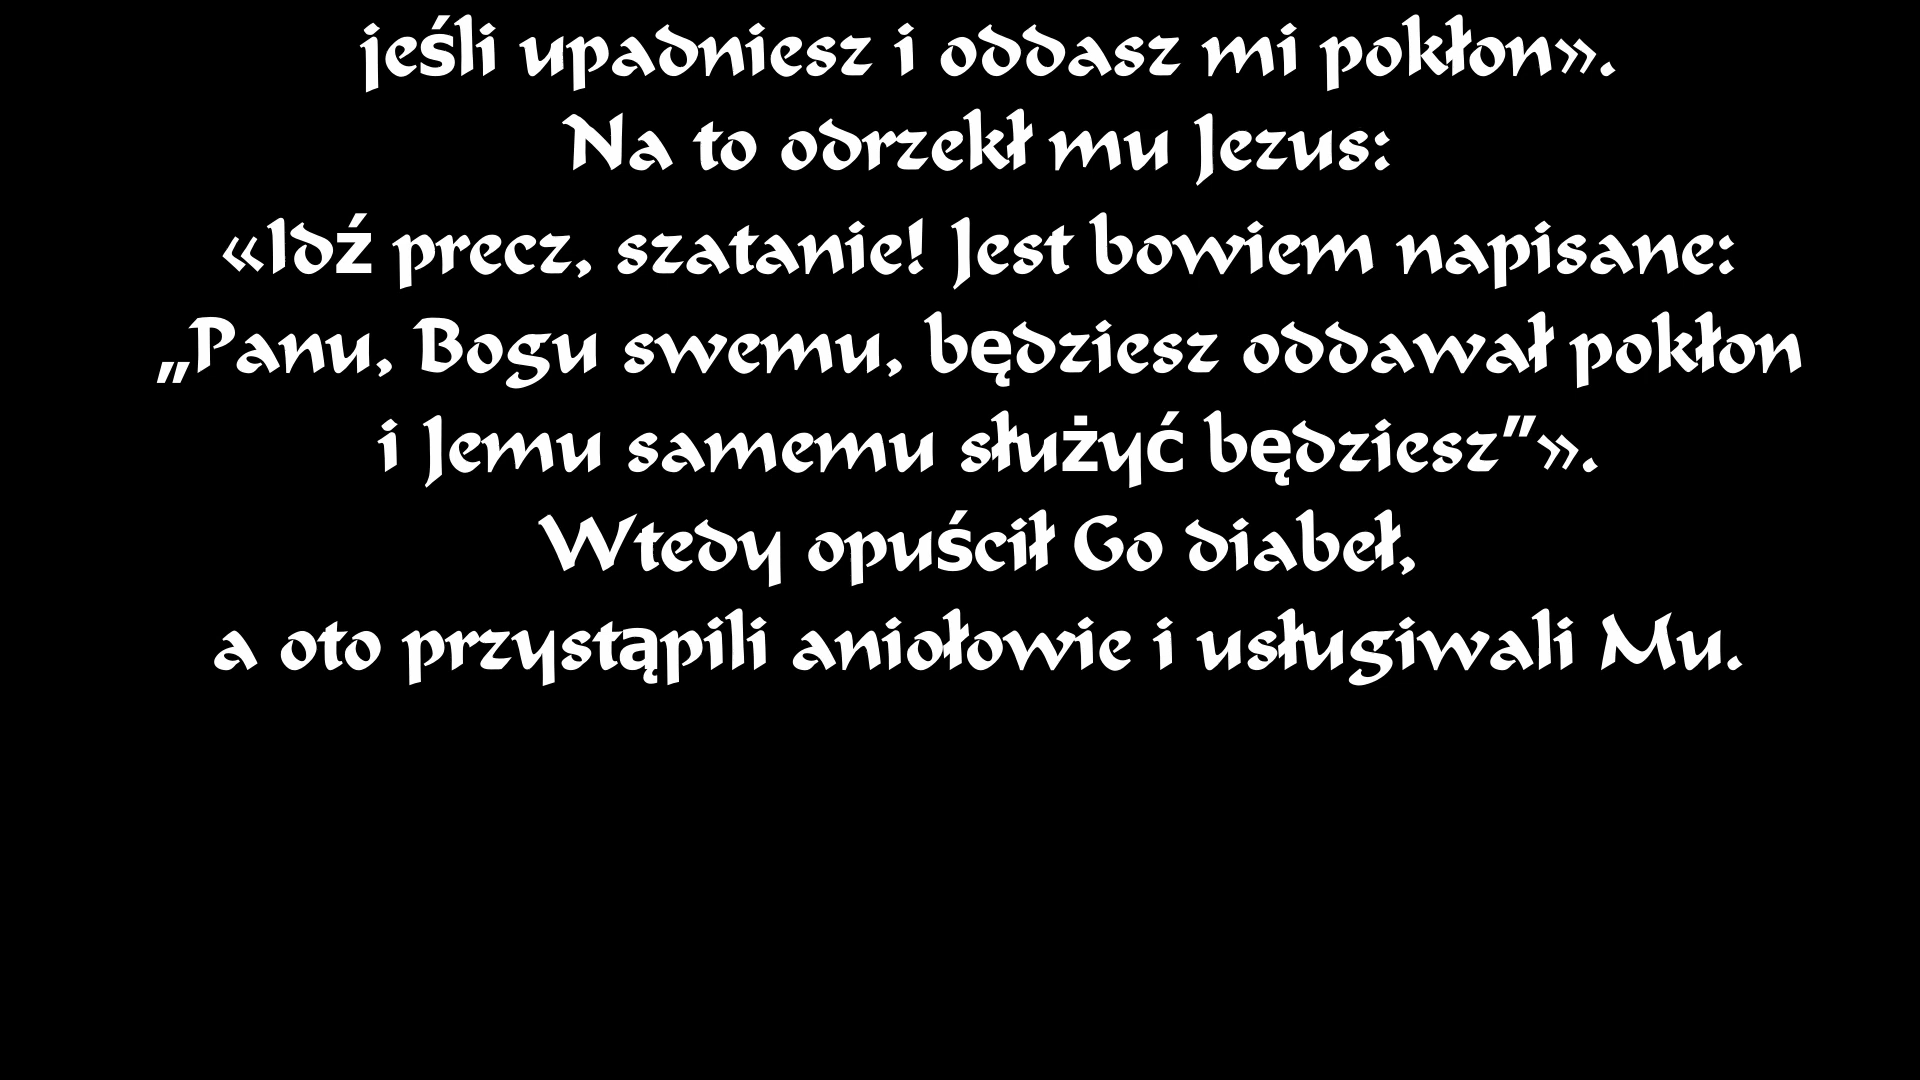 jeśli upadniesz i oddasz mi pokłon».
Na to odrzekł mu Jezus:
«Idź precz, szatanie! Jest bowiem napisane:
„Panu, Bogu swemu, będziesz oddawał pokłon
i Jemu samemu służyć będziesz”».
Wtedy opuścił Go diabeł,
a oto przystąpili aniołowie i usługiwali Mu.